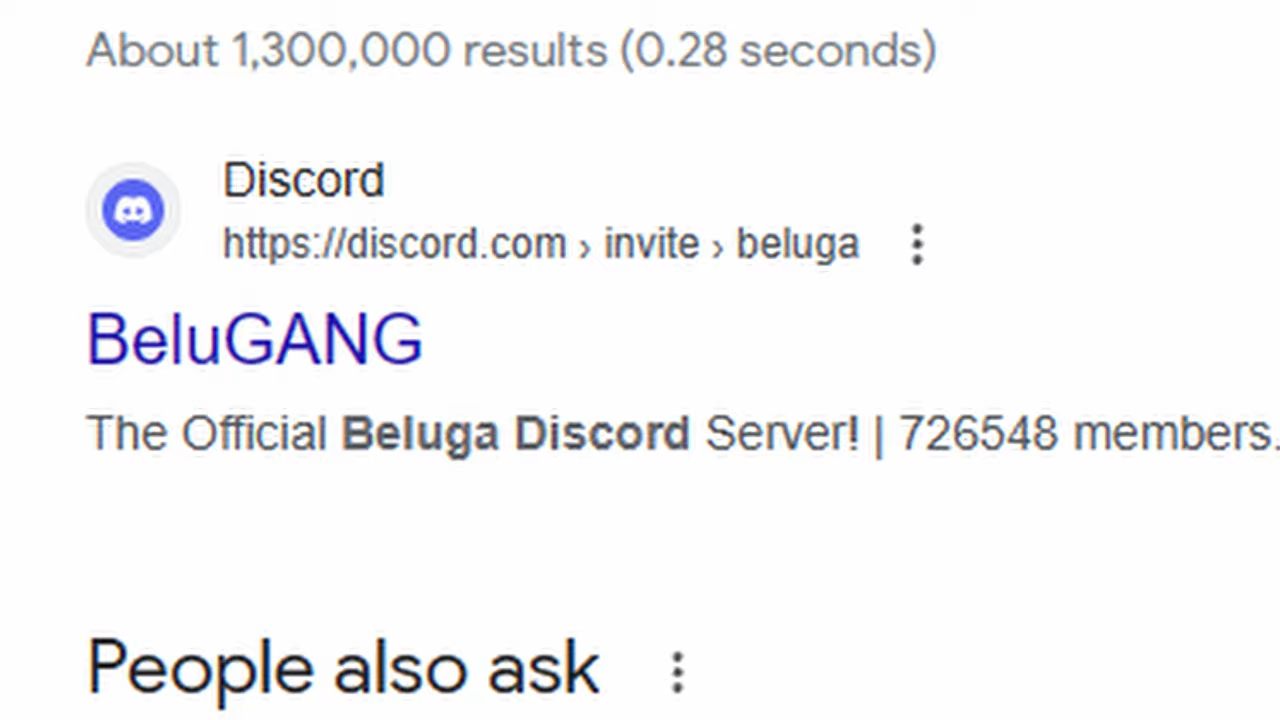 About 1,300,000 results (0.28 seconds)
Discord
https://discord.com › invite › beluga
BeluGANG
The Official Beluga Discord Server! | 726548 members.
People also ask